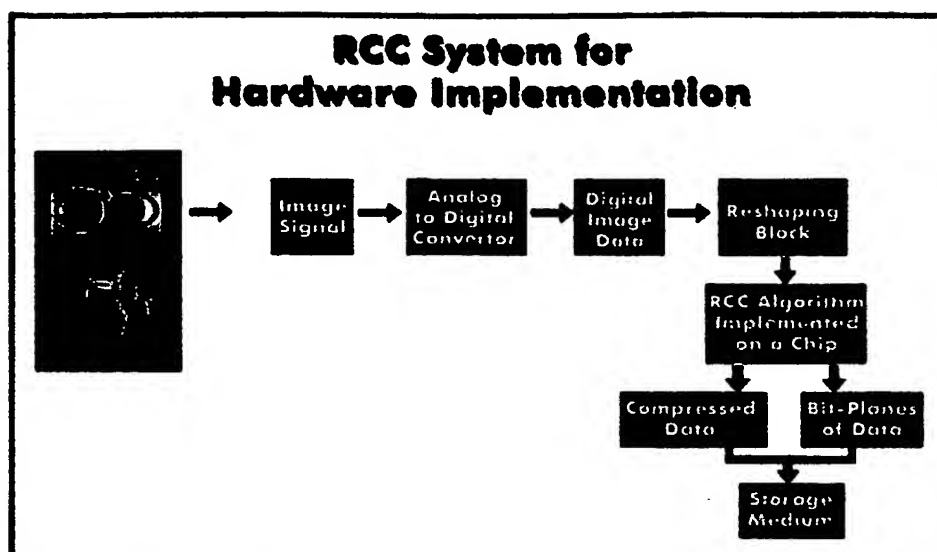 RCC System for
Hardware Implementation
Image
Signal
Analog
to Digital
Convertor
Digital
Image
Data
Reshaping
Block
RCC Algorithm
Implemented
on a Chip
Compressed
Data
Bit-Planes
of Data
Storage
Medium